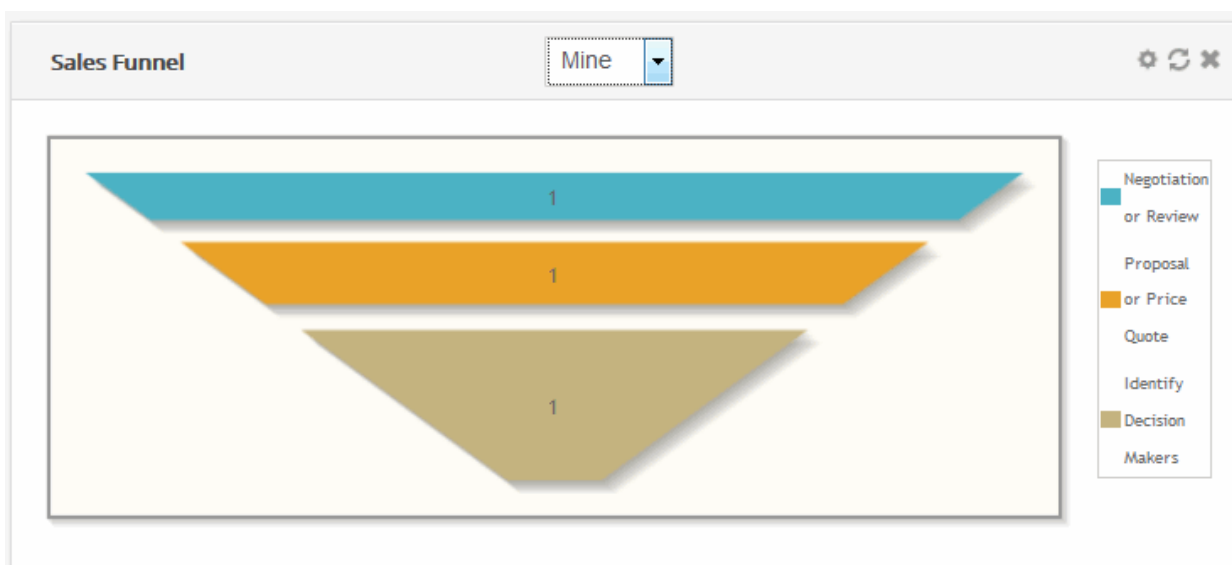 Sales Funnel
Mine
1
1
1
Negotiation
or Review
Proposal
or Price
Quote
Identify
Decision
Makers